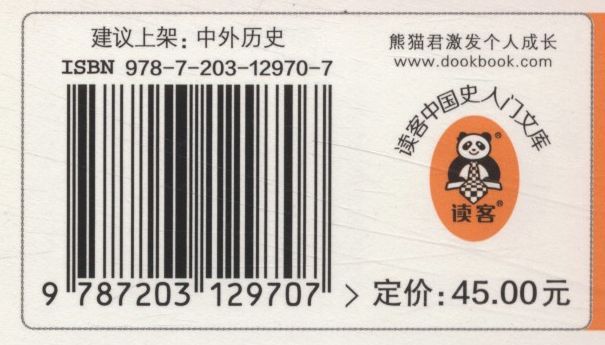 建议上架：中外历史
ISBN 978-7-203-12970-7
9 787203 129707 >
熊猫君激发个人成长
www.dookbook.com
读客中国史入门文库
读客®
定价：45.00元